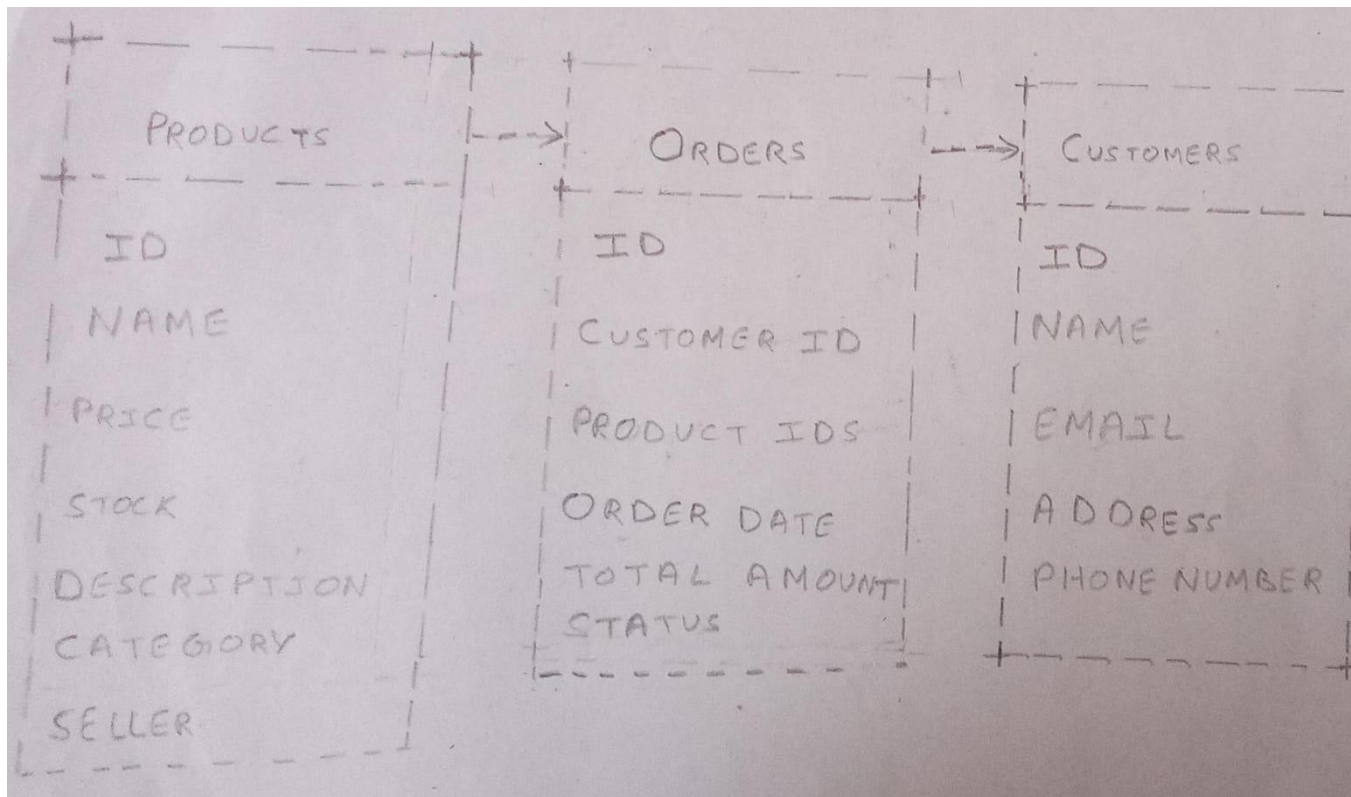 PRODUCTS
ID
NAME
PRICE
STOCK
DESCRIPTION
CATEGORY
SELLER
ORDERS
ID
CUSTOMER ID
PRODUCT IDS
ORDER DATE
TOTAL AMOUNT
STATUS
CUSTOMERS
ID
NAME
EMAIL
ADDRESS
PHONE NUMBER